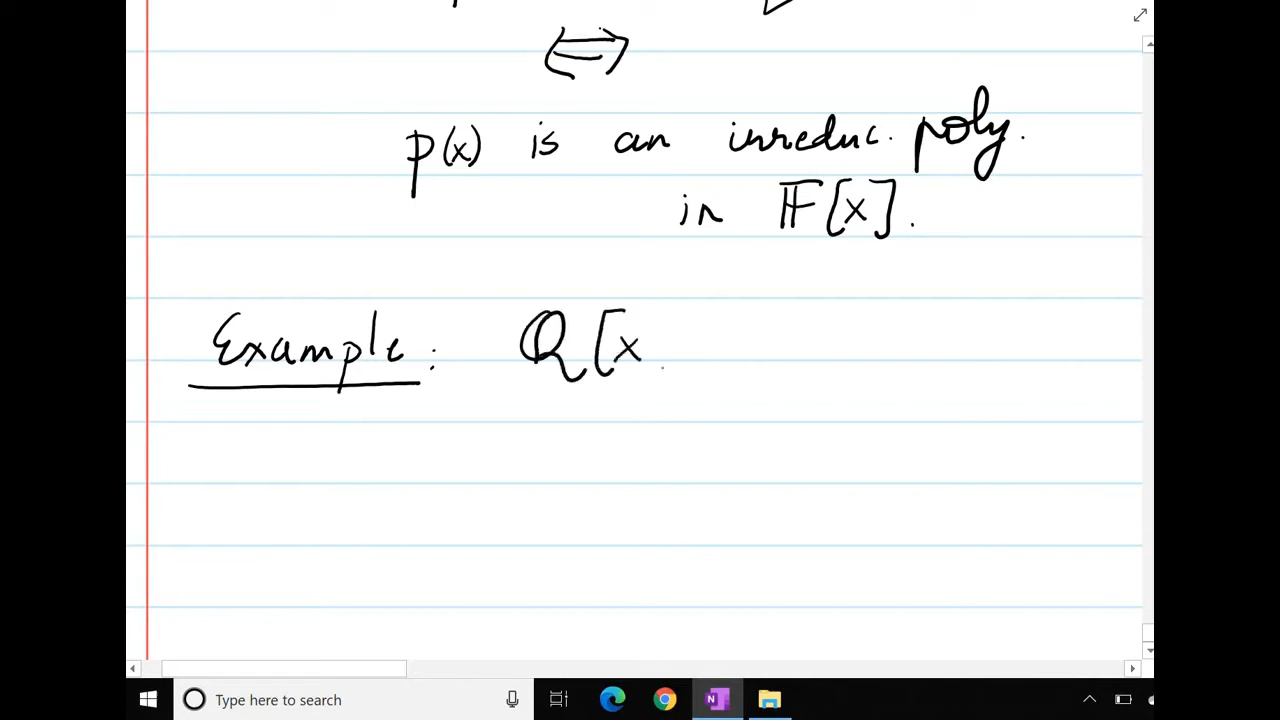 ⟺
p(x) is an irreduc. poly.
in 𝔽[x].
Example: ℚ[x
Type here to search